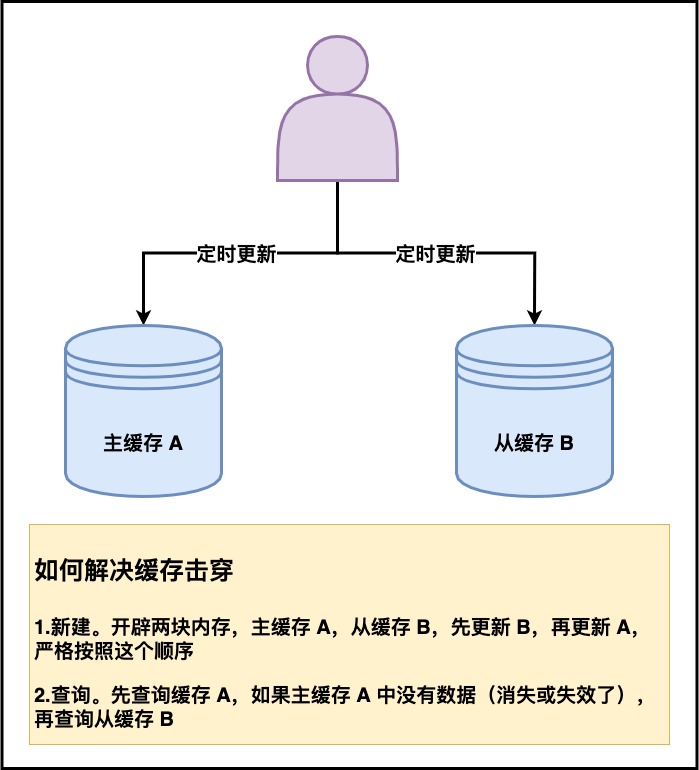 定时更新
定时更新
主缓存 A
从缓存 B
如何解决缓存击穿
1.新建。开辟两块内存，主缓存 A，从缓存 B，先更新 B，再更新 A，
严格按照这个顺序
2.查询。先查询缓存 A，如果主缓存 A 中没有数据（消失或失效了），
再查询从缓存 B